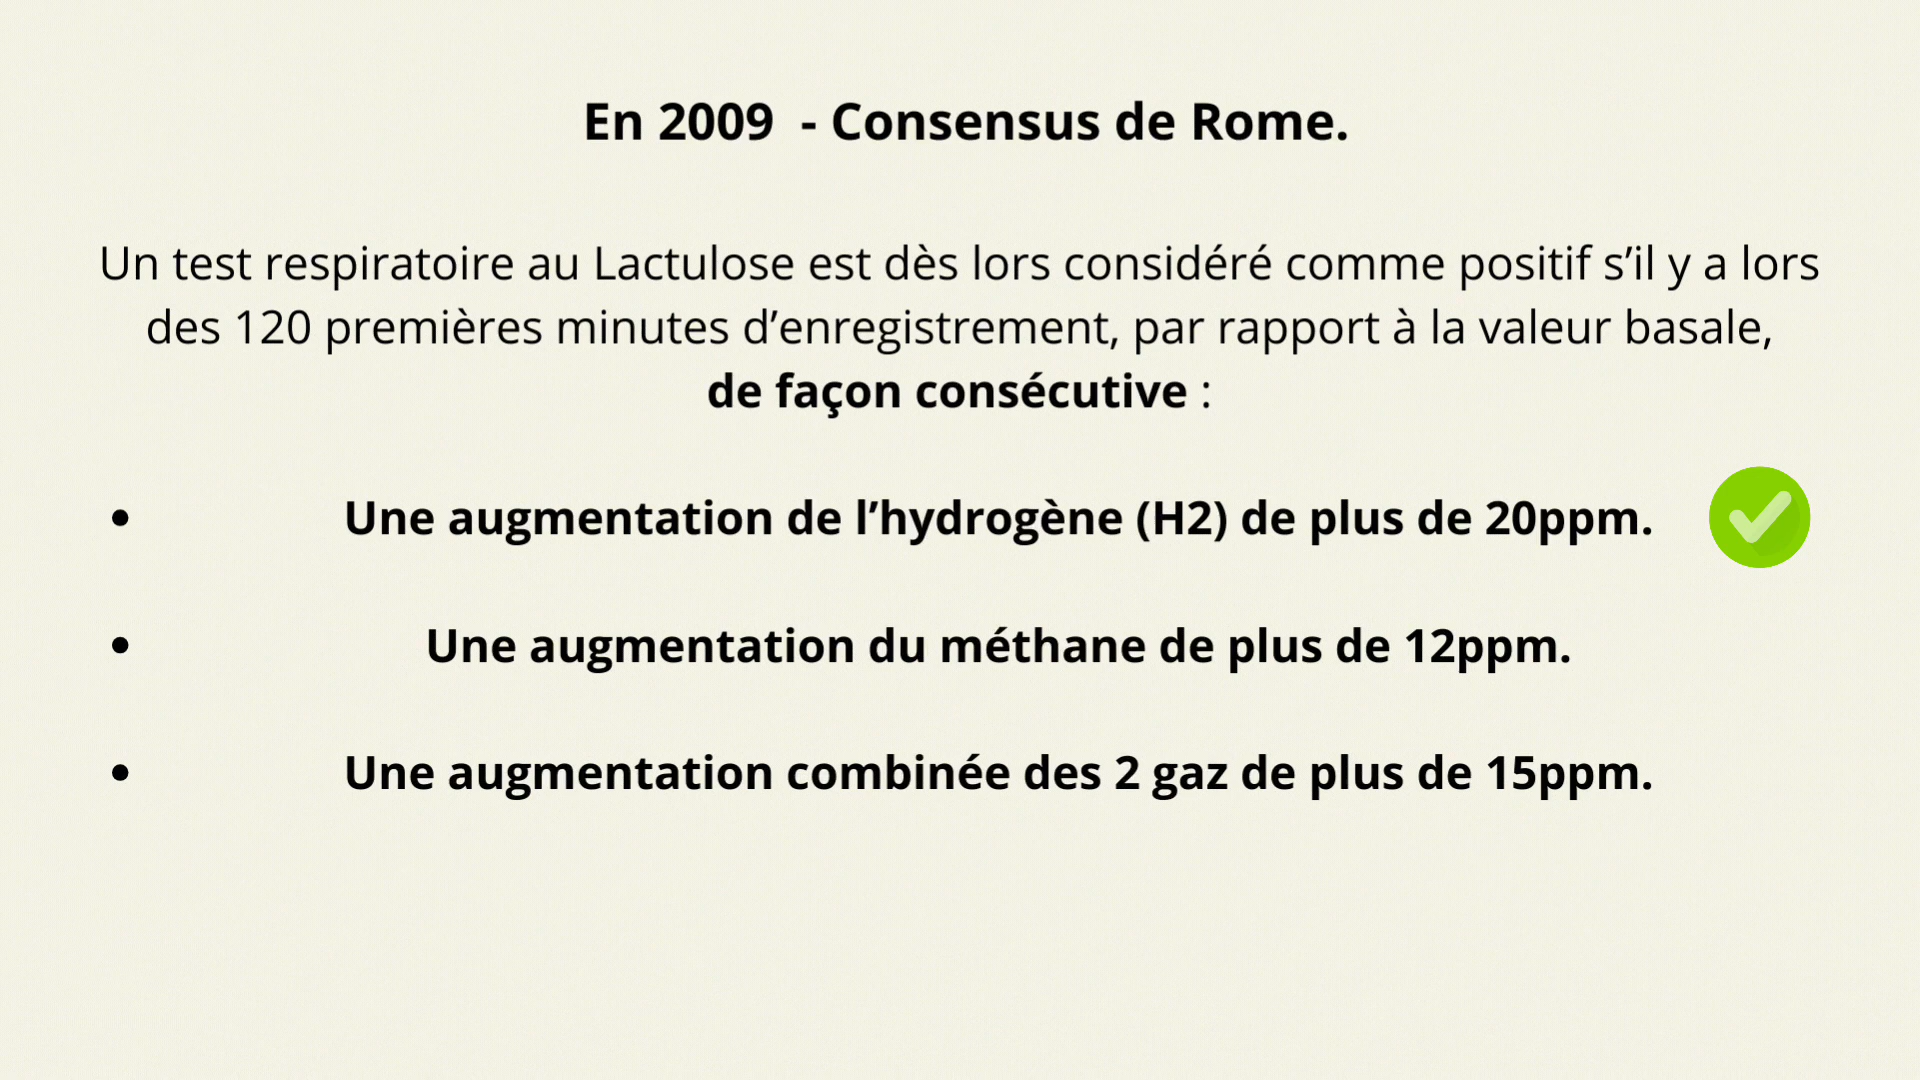 En 2009  - Consensus de Rome.
Un test respiratoire au Lactulose est dès lors considéré comme positif s’il y a lors
des 120 premières minutes d’enregistrement, par rapport à la valeur basale,
de façon consécutive :
• Une augmentation de l’hydrogène (H2) de plus de 20ppm.
• Une augmentation du méthane de plus de 12ppm.
• Une augmentation combinée des 2 gaz de plus de 15ppm.